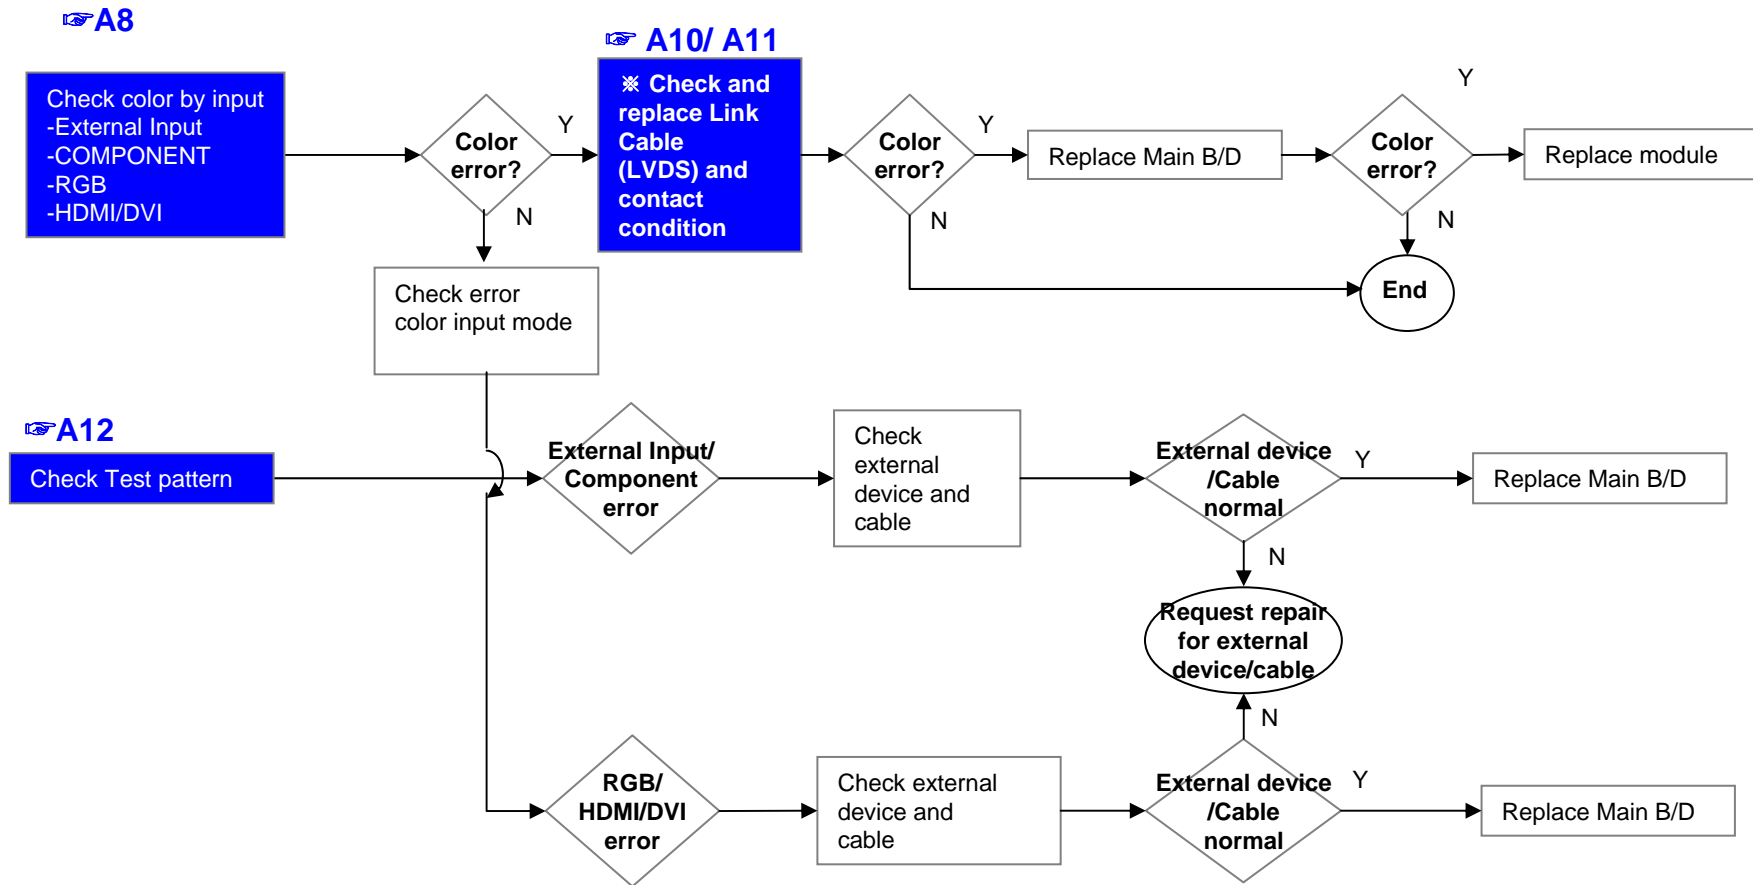 ☞A8
☞ A10/ A11
Check color by input
-External Input
-COMPONENT
-RGB
-HDMI/DVI
Color
error?
Y
N
※ Check and
replace Link
Cable
(LVDS) and
contact
condition
Color
error?
Y
N
Replace Main B/D
Color
error?
Y
N
Replace module
End
Check error
color input mode
☞A12
Check Test pattern
External Input/
Component
error
Check
external
device and
cable
External device
/Cable
normal
Y
N
Replace Main B/D
Request repair
for external
device/cable
N
RGB/
HDMI/DVI
error
Check external
device and
cable
External device
/Cable
normal
Y
Replace Main B/D